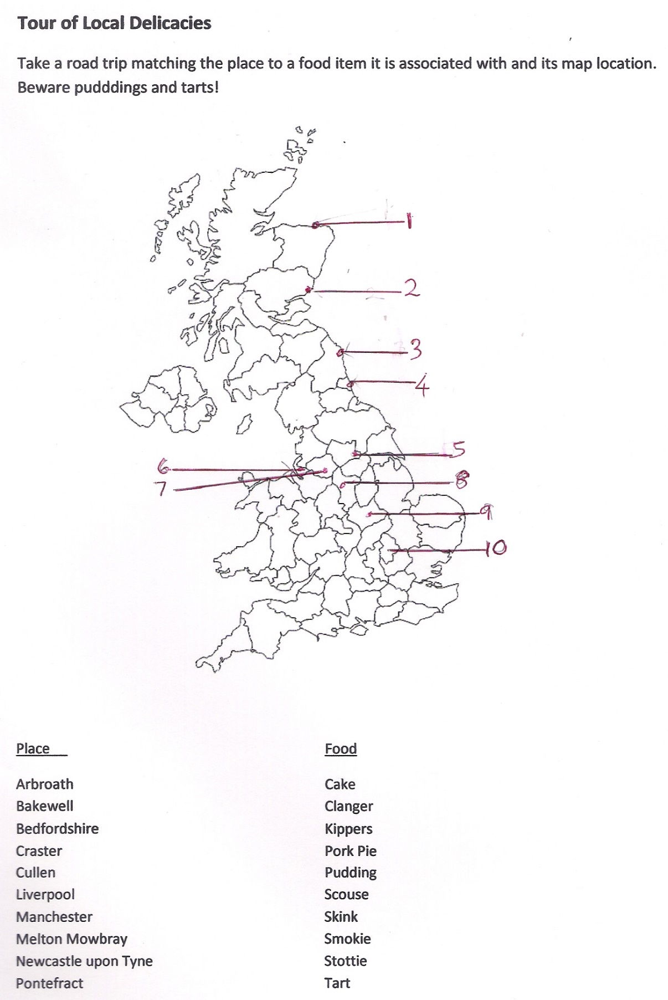 Tour of Local Delicacies
Take a road trip matching the place to a food item it is associated with and its map location.
Beware pudddings and tarts!
1
2
3
4
5
6
7
8
9
10
Place
Food
Arbroath
Cake
Bakewell
Clanger
Bedfordshire
Kippers
Craster
Pork Pie
Cullen
Pudding
Liverpool
Scouse
Manchester
Skink
Melton Mowbray
Smokie
Newcastle upon Tyne
Stottie
Pontefract
Tart